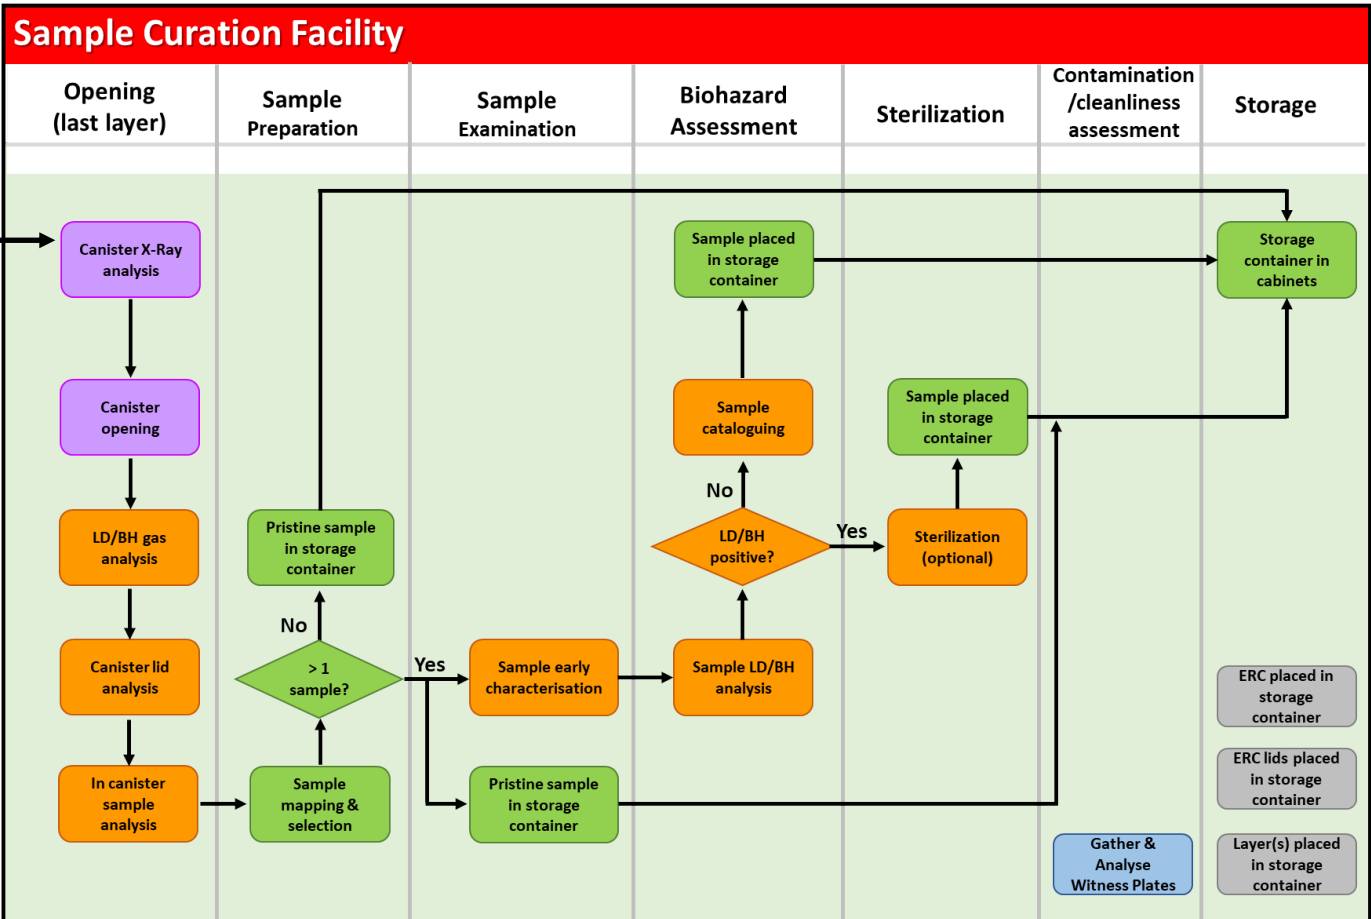 Sample Curation Facility
Opening
(last layer)
Sample
Preparation
Sample
Examination
Biohazard
Assessment
Sterilization
Contamination
/cleanliness
assessment
Storage
Canister X-Ray
analysis
Canister
opening
LD/BH gas
analysis
Canister lid
analysis
In canister
sample
analysis
Pristine sample
in storage
container
No
> 1
sample?
Yes
Sample
mapping &
selection
Sample early
characterisation
Pristine sample
in storage
container
Sample placed
in storage
container
Sample
cataloguing
No
LD/BH
positive?
Yes
Sample LD/BH
analysis
Sample placed
in storage
container
Sterilization
(optional)
Gather &
Analyse
Witness Plates
Storage
container in
cabinets
ERC placed in
storage
container
ERC lids placed
in storage
container
Layer(s) placed
in storage
container